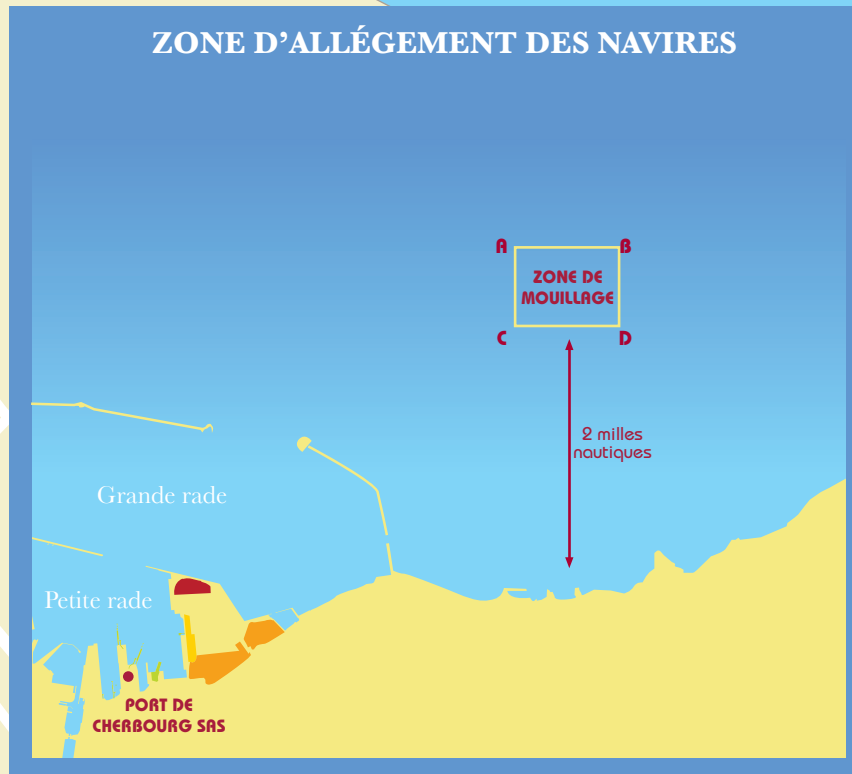 ZONE D'ALLÉGEMENT DES NAVIRES
A
B
ZONE DE
MOUILLAGE
C
D
2 milles
nautiques
Grande rade
Petite rade
PORT DE
CHERBOURG SAS